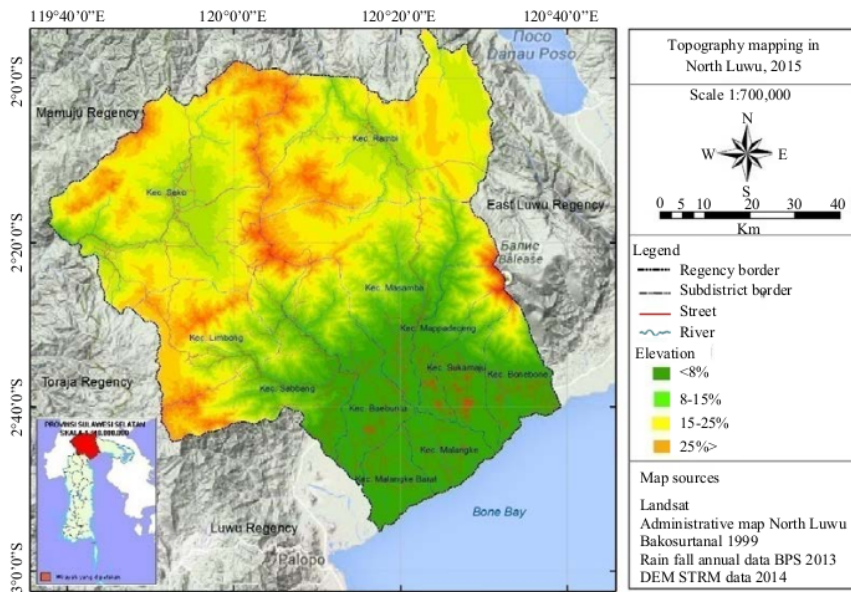 119°40'0"E
120°0'0"E
120°20'0"E
120°40'0"E
2°0'0"S
2°20'0"S
2°40'0"S
3°0'0"S
Поco
Danau Poso
Mamuju Regency
Kec. Rambi
Kec. Seko
East Luwu Regency
Балис
Balease
Kec. Masamba
Kec. Mappadeceng
Kec. Limbong
Kec. Sukamaju
Kec. Bonebone
Toraja Regency
Kec. Sabbang
Kec. Baebunta
Kec. Malangke
Kec. Malangke Barat
Bone Bay
Luwu Regency
Palopo
PROVINSI SULAWESI SELATAN
Topography mapping in
North Luwu, 2015
Scale 1:700,000
N
W E
S
0 5 10 20 30 40
Km
Legend
Regency border
Subdistrict border
Street
River
Elevation
<8%
8-15%
15-25%
25%>
Map sources
Landsat
Administrative map North Luwu
Bakosurtanal 1999
Rain fall annual data BPS 2013
DEM STRM data 2014